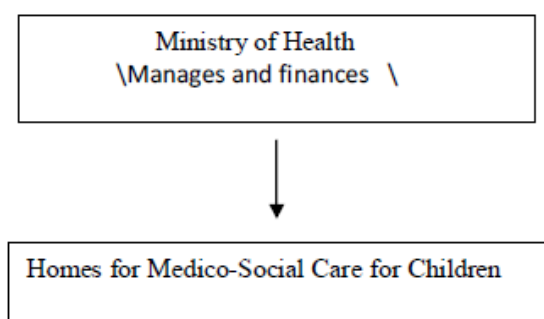 Ministry of Health
\Manages and finances \
Homes for Medico-Social Care for Children